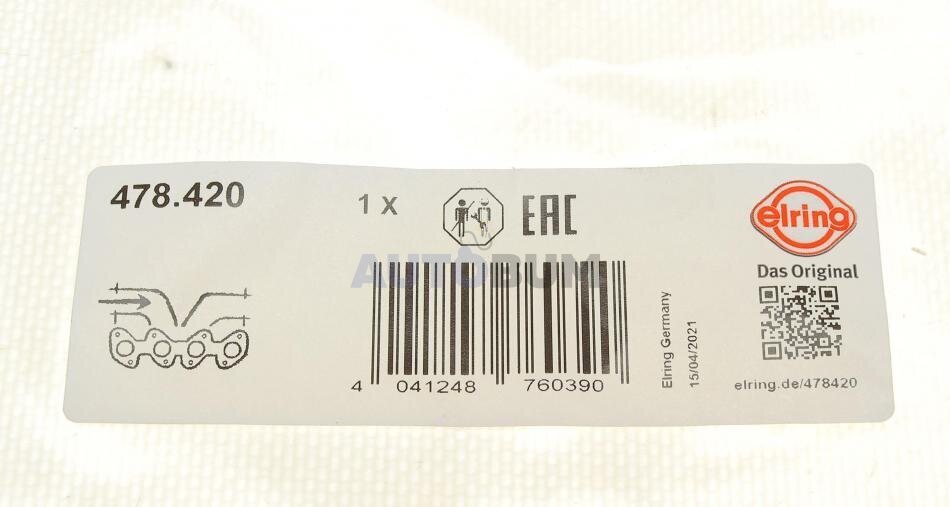 478.420
1 X
EAC
elring
Das Original
AUTOBUM
4 041248 760390
Elring Germany
15/04/2021
elring.de/478420